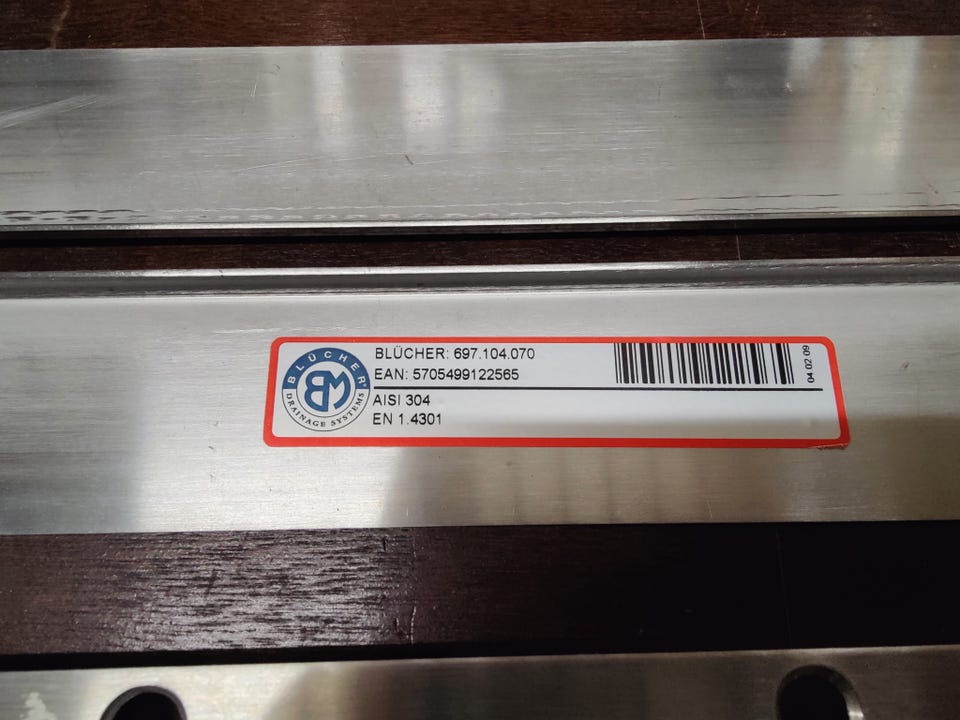 BLÜCHER®
BM
DRAINAGE SYSTEMS
BLÜCHER: 697.104.070
EAN: 5705499122565
AISI 304
EN 1.4301
04 02 09